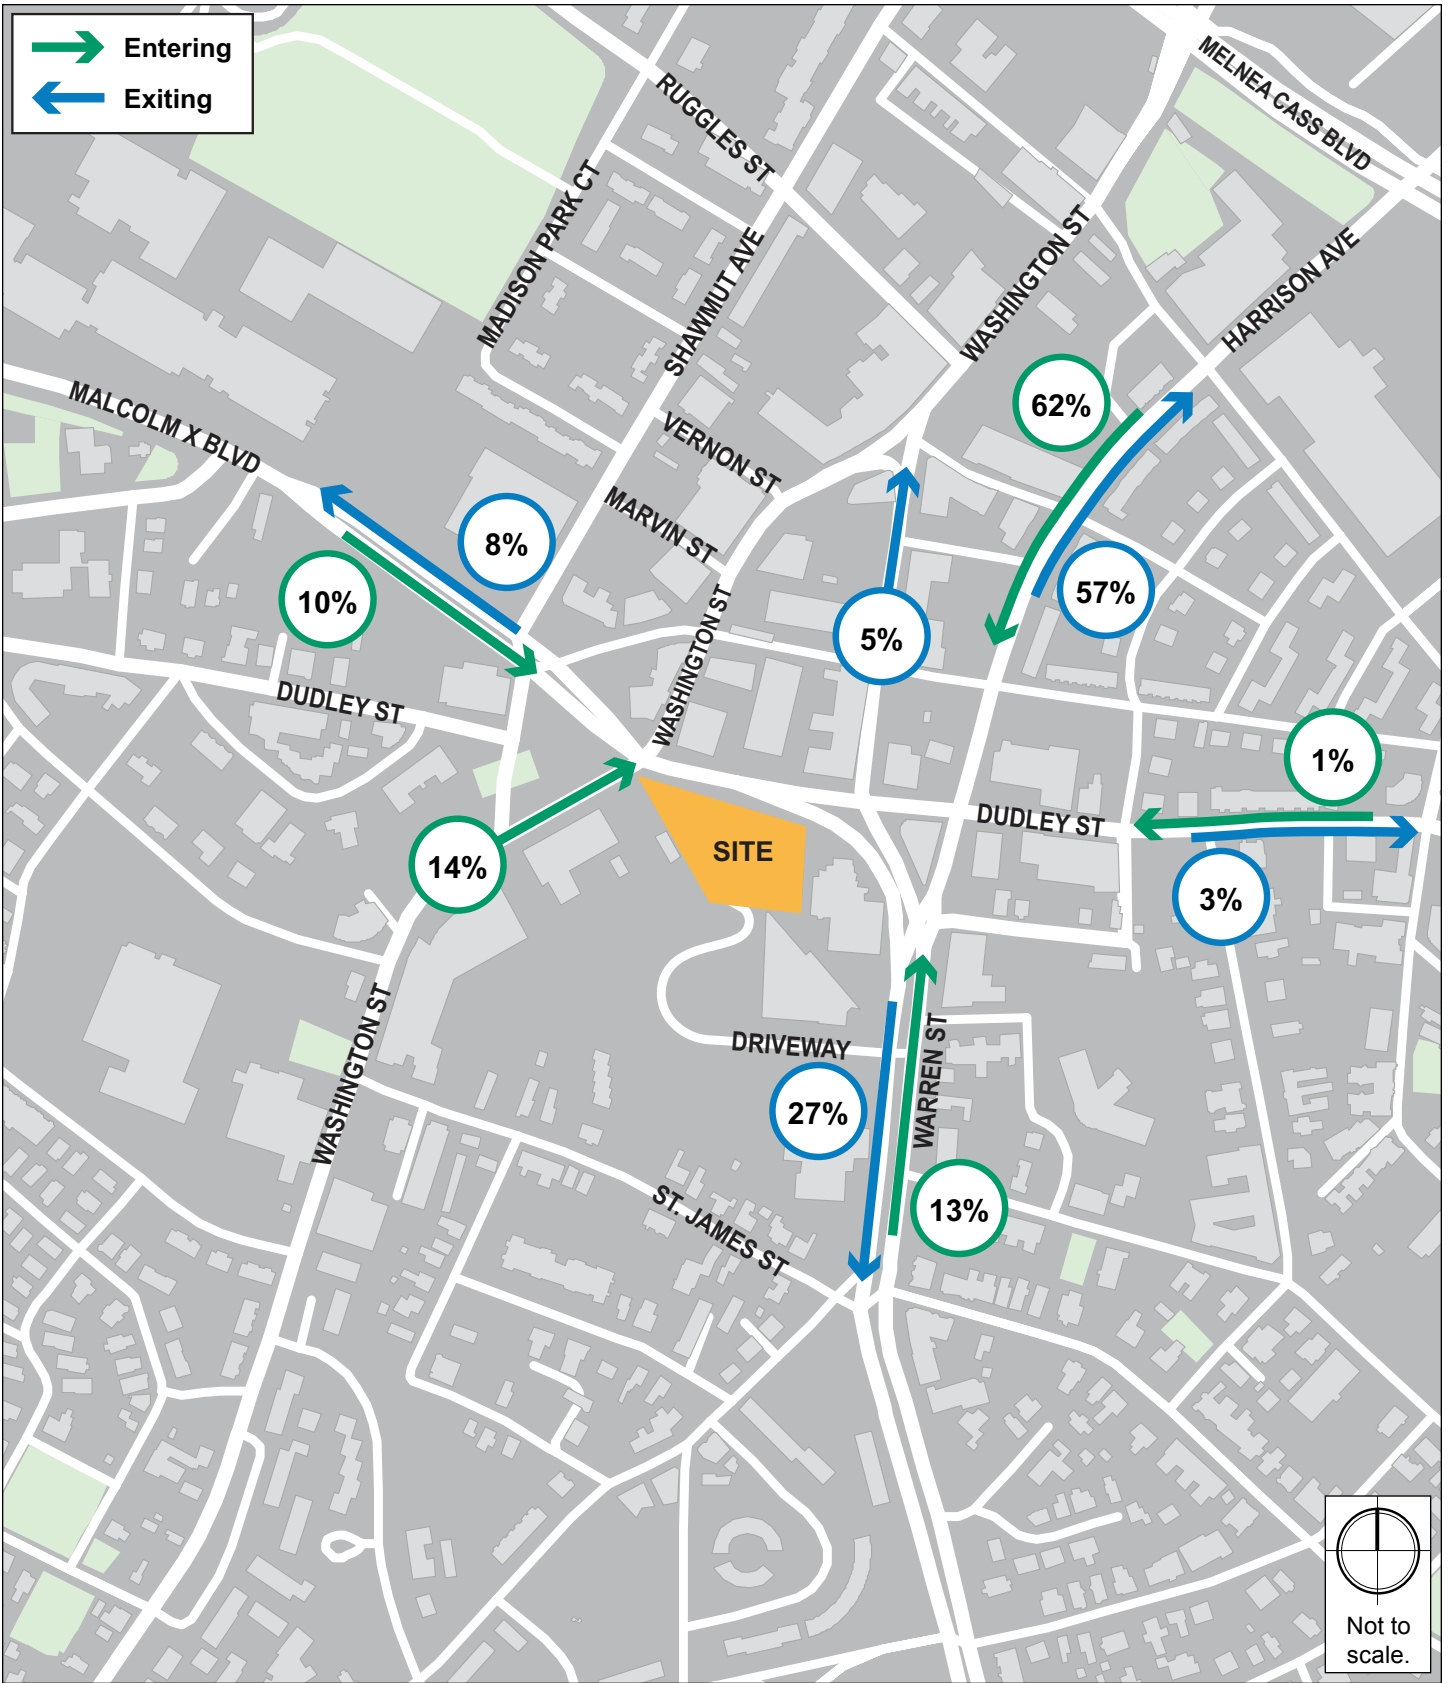 Entering
Exiting
MELNEA CASS BLVD
RUGGLES ST
MADISON PARK CT
SHAWMUT AVE
WASHINGTON ST
HARRISON AVE
MALCOLM X BLVD
62%
VERNON ST
MARVIN ST
8%
10%
57%
5%
WASHINGTON ST
DUDLEY ST
1%
DUDLEY ST
SITE
14%
3%
WASHINGTON ST
DRIVEWAY
WARREN ST
27%
13%
ST. JAMES ST
Not to
scale.